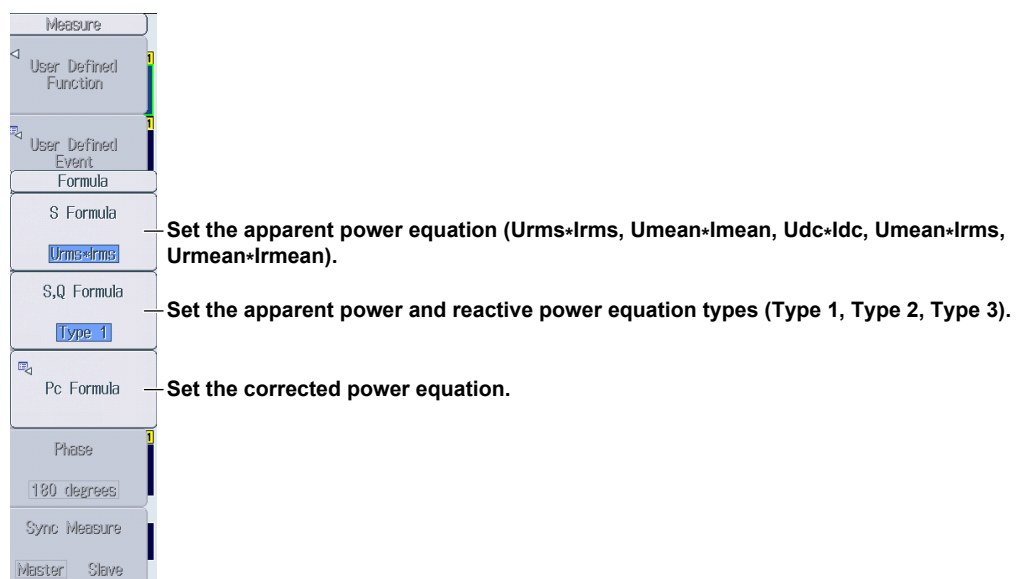 Measure
User Defined
Function
1
User Defined
Event
1
Formula
S Formula
Urms*Irms
Set the apparent power equation (Urms*Irms, Umean*Imean, Udc*Idc, Umean*Irms,
Urmean*Irmean).
S,Q Formula
Type 1
Set the apparent power and reactive power equation types (Type 1, Type 2, Type 3).
Pc Formula
Set the corrected power equation.
Phase
1
180 degrees
Sync Measure
Master Slave